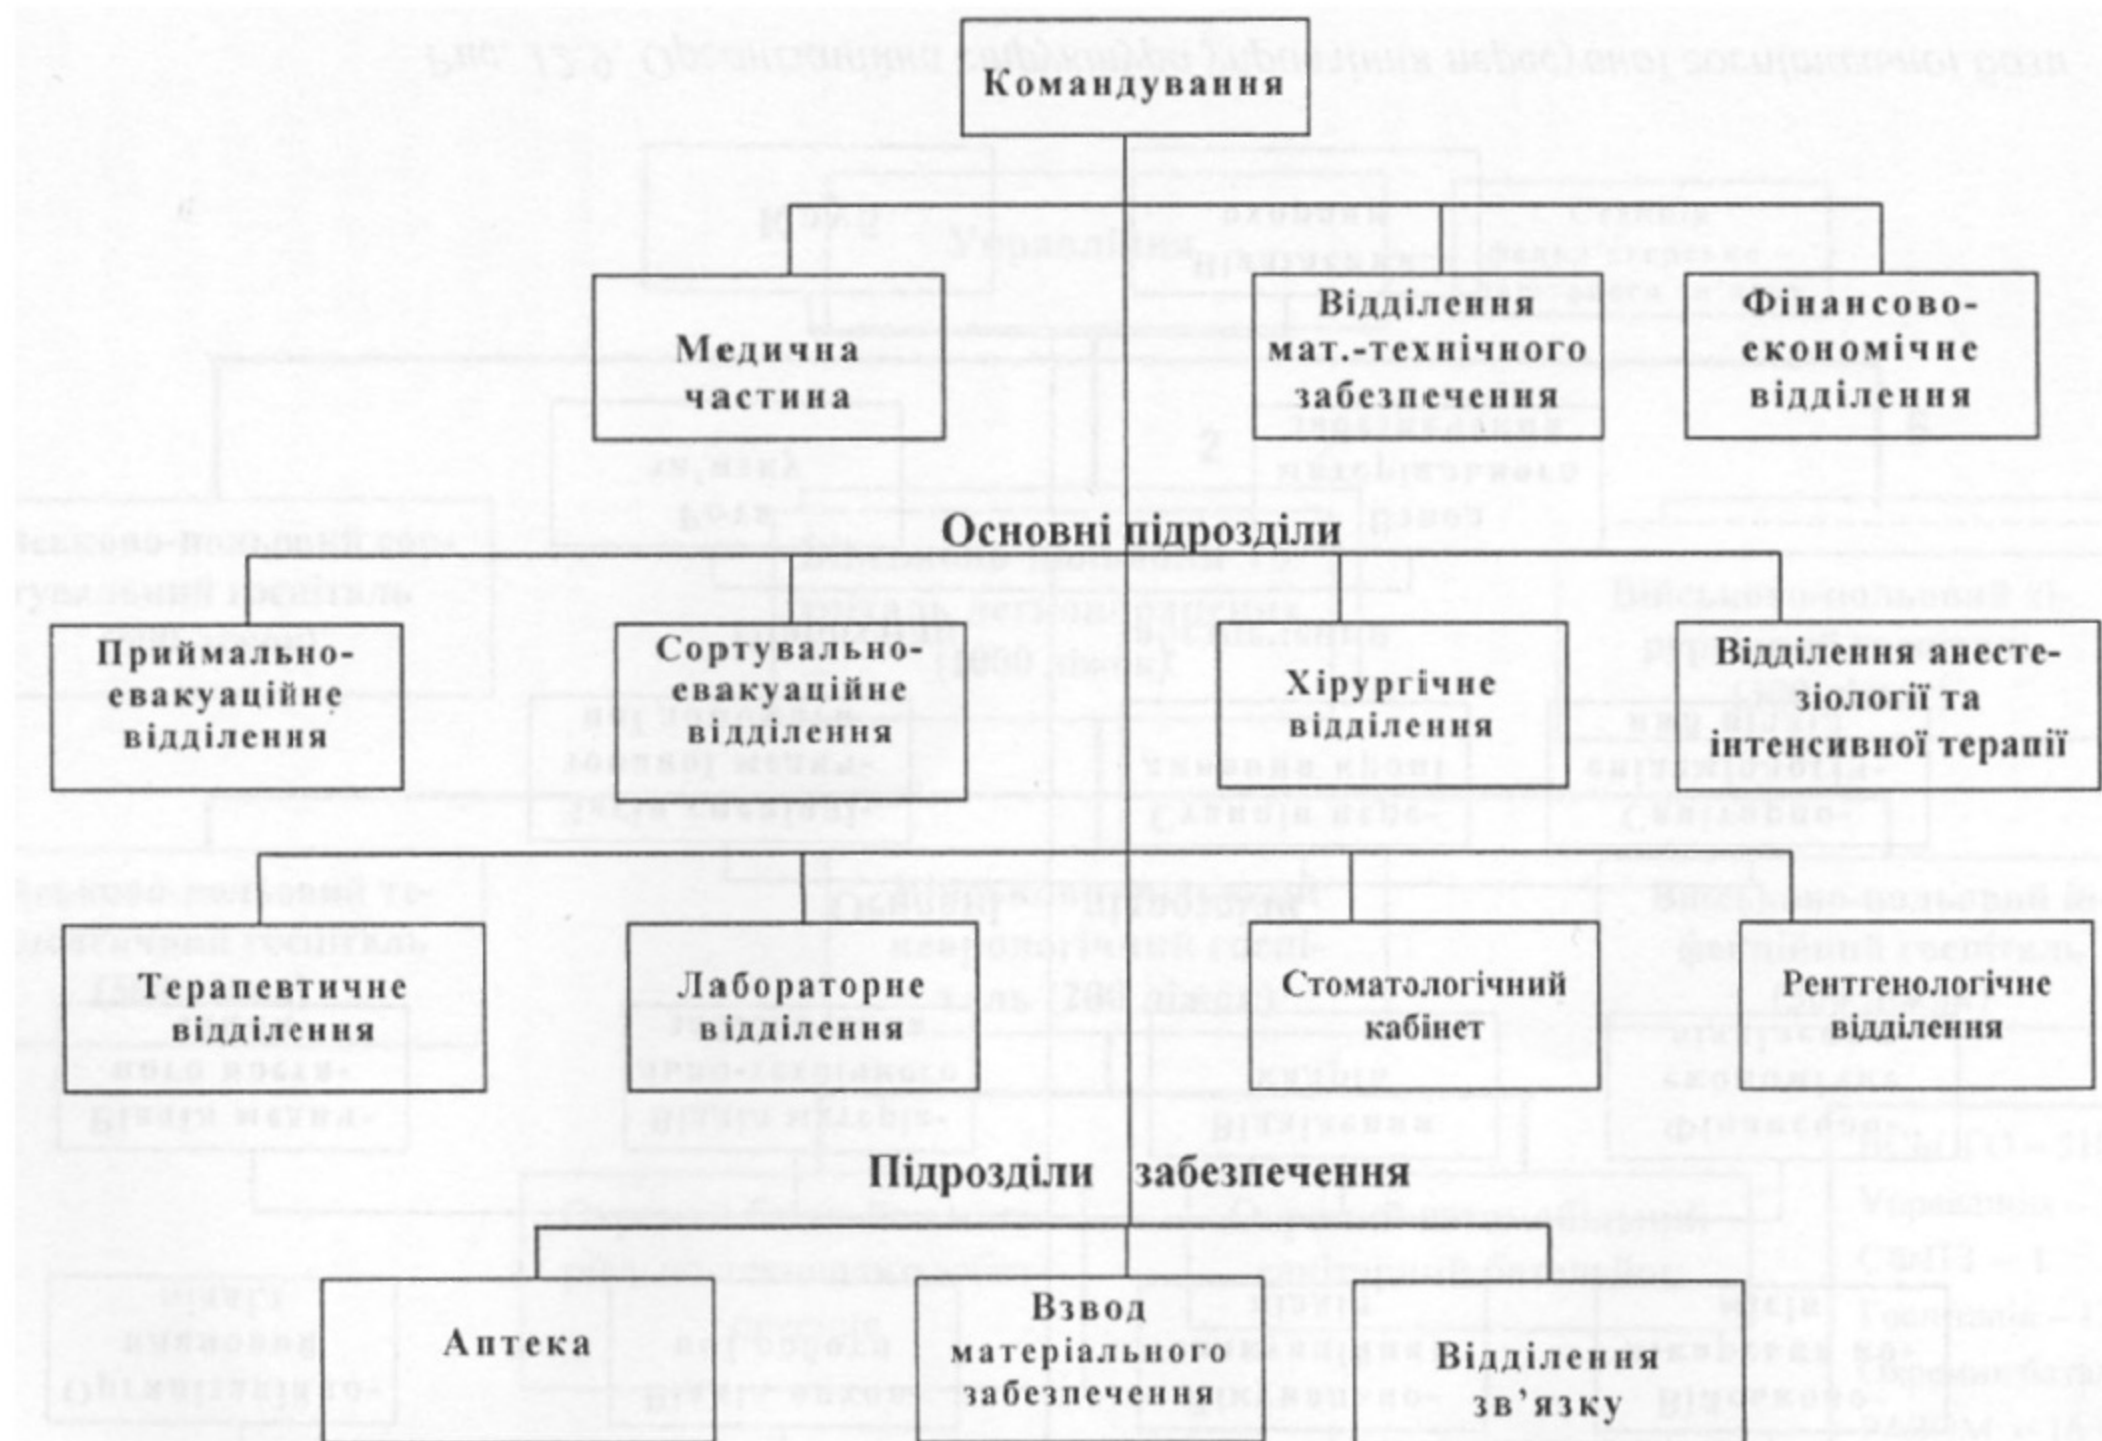 Командування
Медична
частина
Відділення
мат.-технічного
забезпечення
Фінансово-
економічне
відділення
Основні підрозділи
Приймально-
евакуаційне
відділення
Сортувально-
евакуаційне
відділення
Хірургічне
відділення
Відділення анесте-
зіології та
інтенсивної терапії
Терапевтичне
відділення
Лабораторне
відділення
Стоматологічний
кабінет
Рентгенологічне
відділення
Підрозділи забезпечення
Аптека
Взвод
матеріального
забезпечення
Відділення
зв’язку